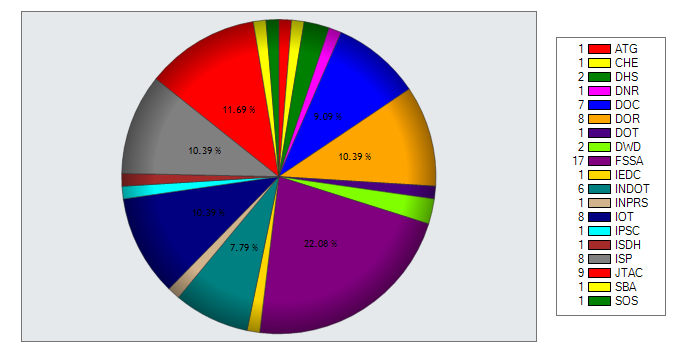 11.69 %
9.09 %
10.39 %
10.39 %
10.39 %
7.79 %
22.08 %
1 ATG
1 CHE
2 DHS
1 DNR
7 DOC
8 DOR
1 DOT
2 DWD
17 FSSA
1 IEDC
6 INDOT
1 INPRS
8 IOT
1 IPSC
1 ISDH
8 ISP
9 JTAC
1 SBA
1 SOS